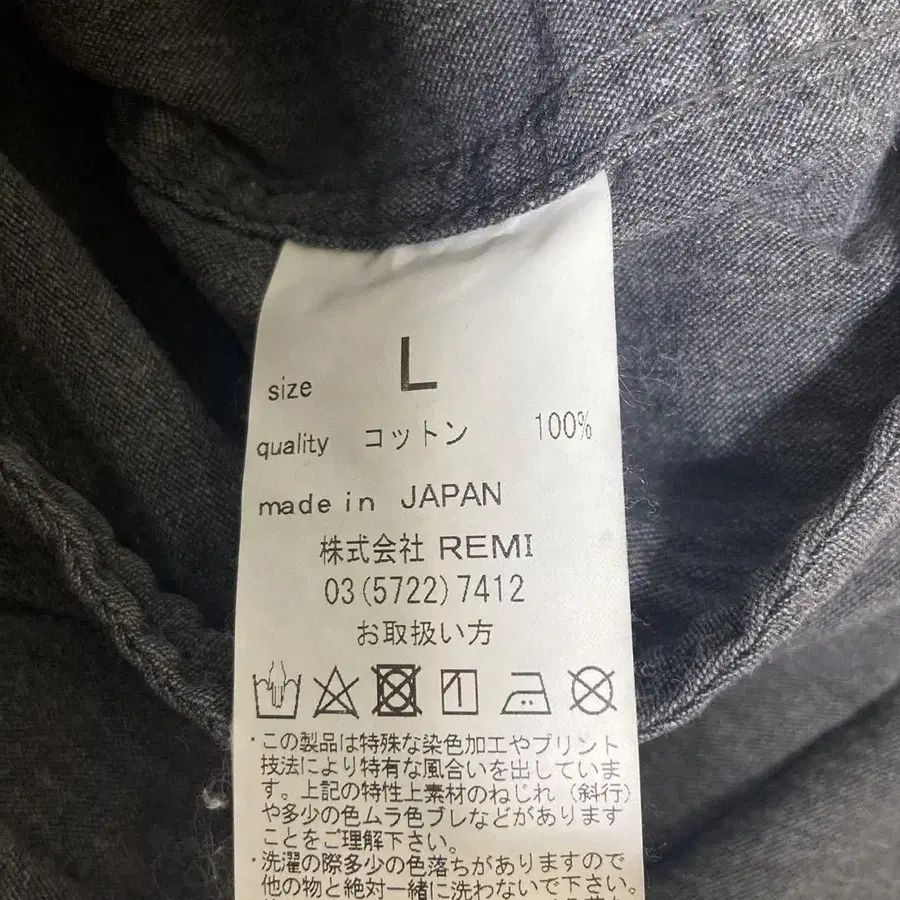 size L
quality コットン 100%
made in JAPAN
株式会社 REMI
03(5722)7412
お取扱い方
・この製品は特殊な染色加工やプリント
技法により特有な風合いを出していま
す。上記の特性上素材のねじれ（斜行）
や多少の色ムラ色ブレなどがあります
ことをご理解下さい。
・洗濯の際多少の色落ちがありますので
他の物と絶対一緒に洗わないで下さい。